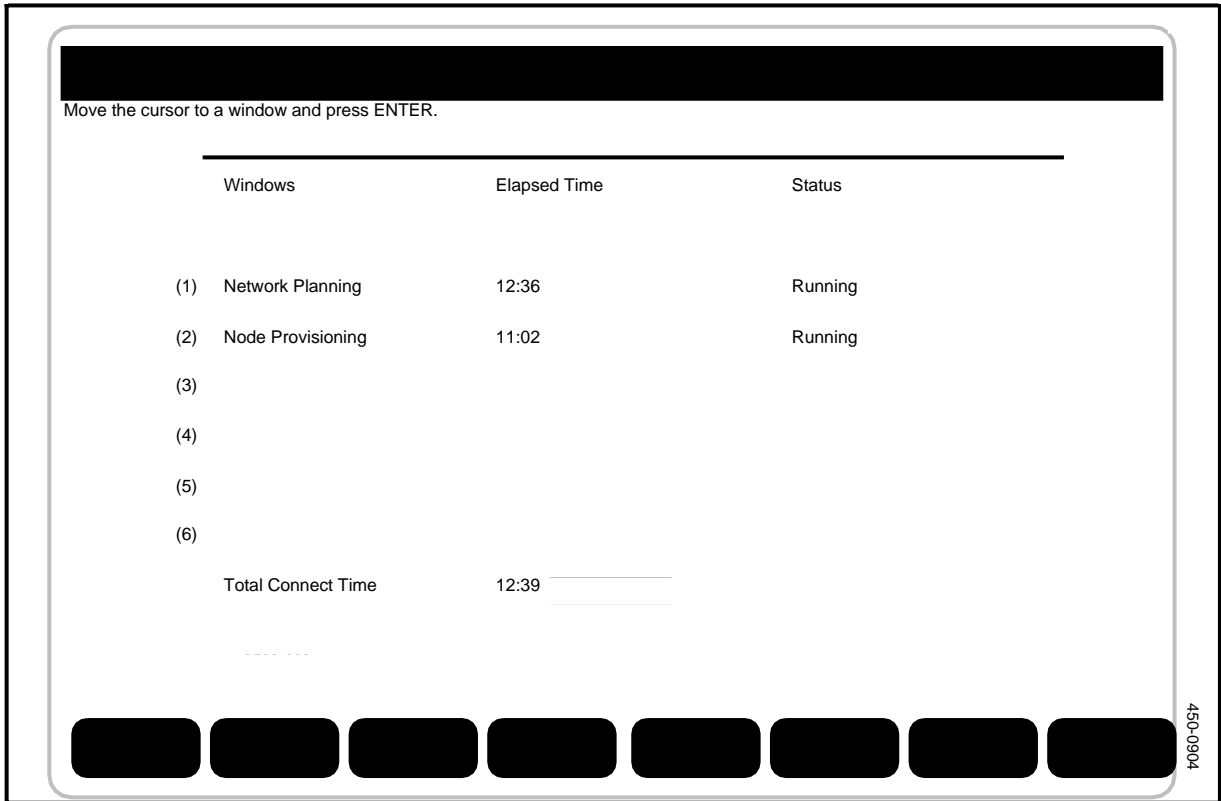 Move the cursor to a window and press ENTER.
Windows Elapsed Time Status
(1) Network Planning 12:36 Running
(2) Node Provisioning 11:02 Running
(3)
(4)
(5)
(6)
Total Connect Time 12:39
450-0904